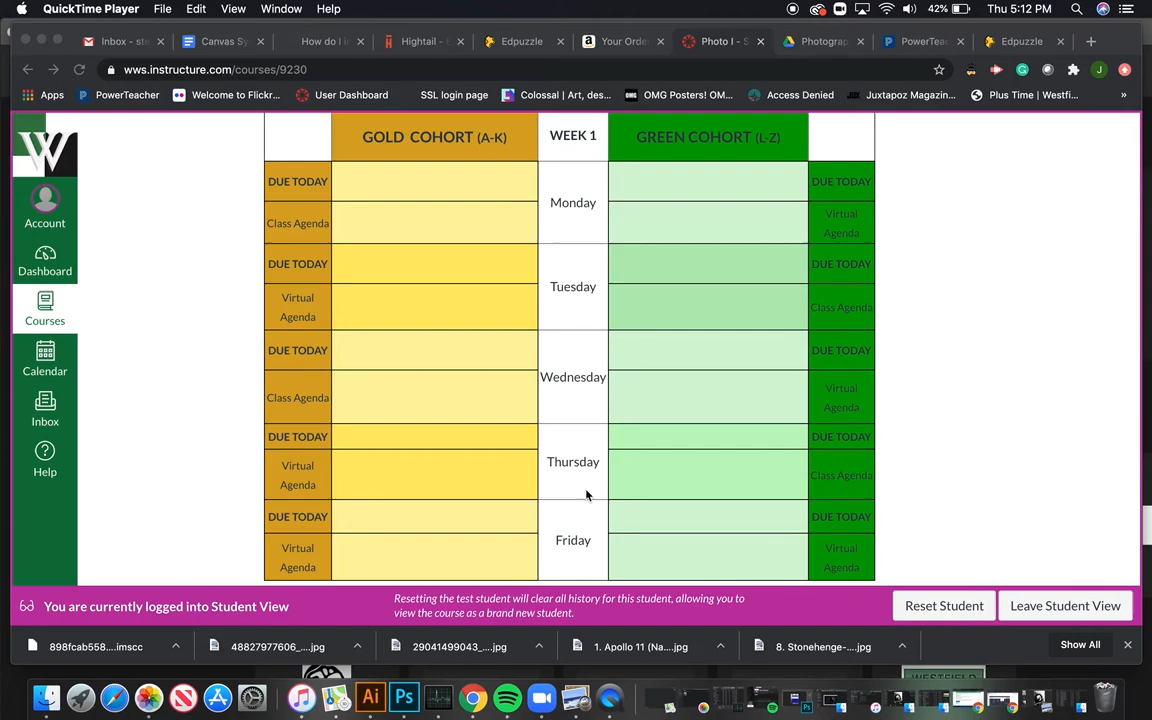 QuickTime Player File Edit View Window Help 42% Thu 5:12 PM
Inbox - ste Canvas Sy How do I i Hightail - E Edpuzzle Your Orde Photo I - S Photograp PowerTeac Edpuzzle
wws.instructure.com/courses/9230
Apps PowerTeacher Welcome to Flickr... User Dashboard SSL login page Colossal | Art, des... OMG Posters! OM... Access Denied Juxtapoz Magazin... Plus Time | Westfi... »
GOLD COHORT (A-K) WEEK 1 GREEN COHORT (L-Z)
W
Account
Dashboard
Courses
Calendar
Inbox
Help
DUE TODAY Monday DUE TODAY
Class Agenda Virtual Agenda
DUE TODAY Tuesday DUE TODAY
Virtual Agenda Class Agenda
DUE TODAY Wednesday DUE TODAY
Class Agenda Virtual Agenda
DUE TODAY Thursday DUE TODAY
Virtual Agenda Class Agenda
DUE TODAY Friday DUE TODAY
Virtual Agenda Virtual Agenda
You are currently logged into Student View
Resetting the test student will clear all history for this student, allowing you to
view the course as a brand new student.
Reset Student Leave Student View
898fcab558....imscc 48827977606_....jpg 29041499043_....jpg 1. Apollo 11 (Na....jpg 8. Stonehenge-....jpg Show All
Ai Ps
WESTFIELD